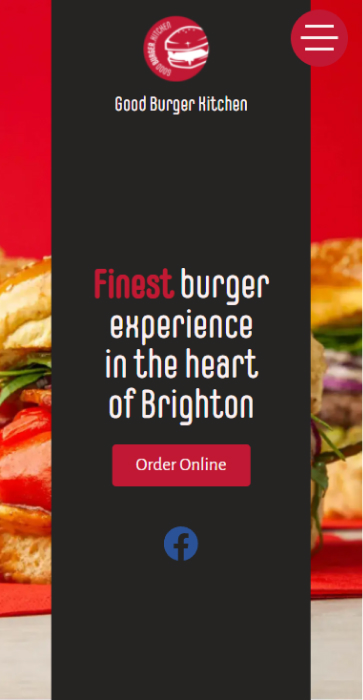 GOOD BURGER KITCHEN
Good Burger Kitchen
Finest burger
experience
in the heart
of Brighton
Order Online